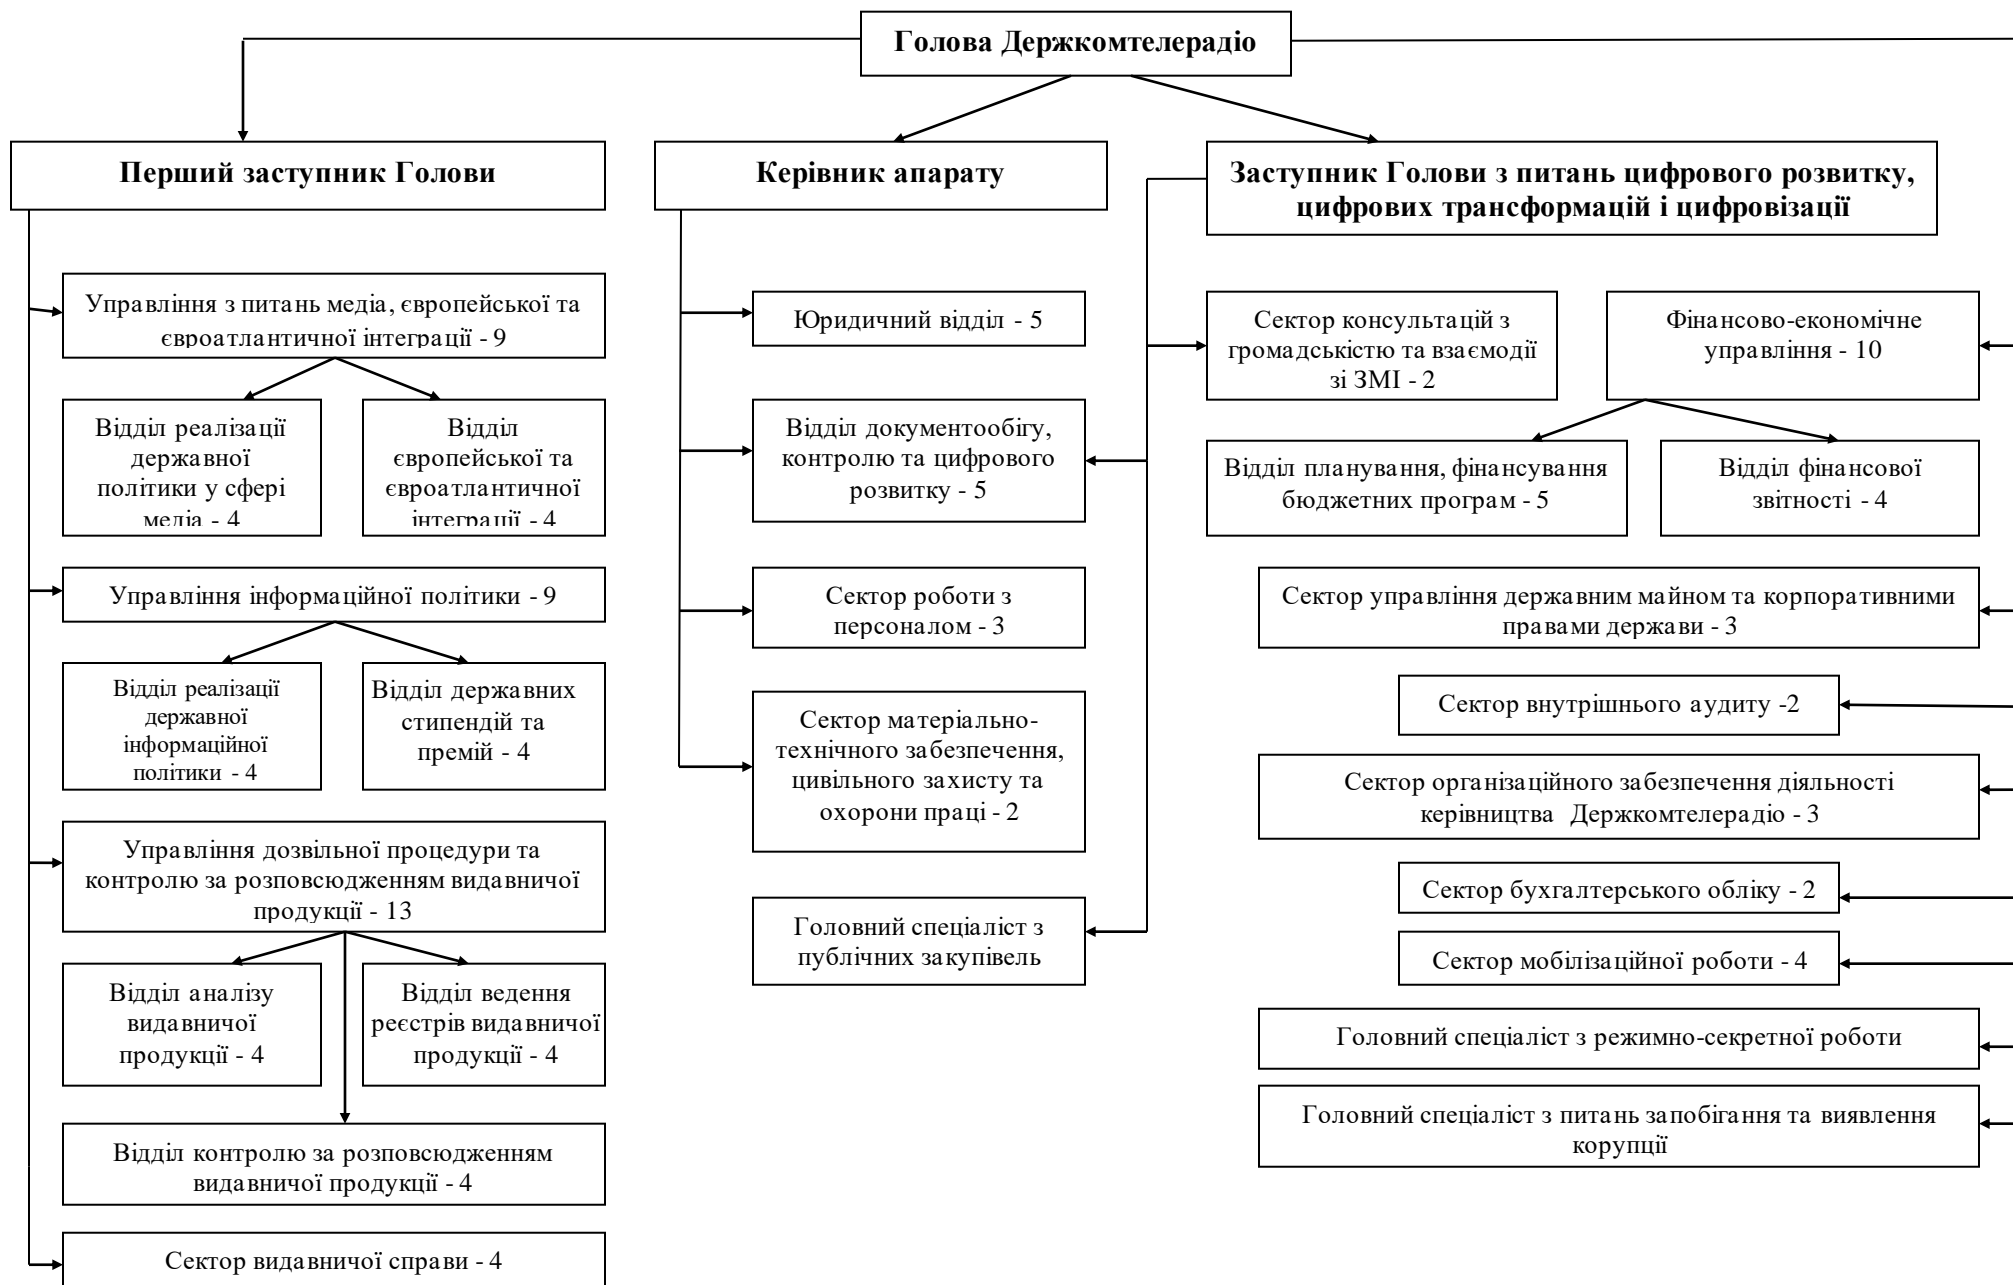 Голова Держкомтелерадіо
Перший заступник Голови
Керівник апарату
Заступник Голови з питань цифрового розвитку,
цифрових трансформацій і цифровізації
Управління з питань медіа, європейської та
євроатлантичної інтеграції - 9
Відділ реалізації
державної
політики у сфері
медіа - 4
Відділ
європейської та
євроатлантичної
інтеграції - 4
Управління інформаційної політики - 9
Відділ реалізації
державної
інформаційної
політики - 4
Відділ державних
стипендій та
премій - 4
Управління дозвільної процедури та
контролю за розповсюдженням видавничої
продукції - 13
Відділ аналізу
видавничої
продукції - 4
Відділ ведення
реєстрів видавничої
продукції - 4
Відділ контролю за розповсюдженням
видавничої продукції - 4
Сектор видавничої справи - 4
Юридичний відділ - 5
Відділ документообігу,
контролю та цифрового
розвитку - 5
Сектор роботи з
персоналом - 3
Сектор матеріально-
технічного забезпечення,
цивільного захисту та
охорони праці - 2
Головний спеціаліст з
публічних закупівель
Сектор консультацій з
громадськістю та взаємодії
зі ЗМІ - 2
Фінансово-економічне
управління - 10
Відділ планування, фінансування
бюджетних програм - 5
Відділ фінансової
звітності - 4
Сектор управління державним майном та корпоративними
правами держави - 3
Сектор внутрішнього аудиту -2
Сектор організаційного забезпечення діяльності
керівництва Держкомтелерадіо - 3
Сектор бухгалтерського обліку - 2
Сектор мобілізаційної роботи - 4
Головний спеціаліст з режимно-секретної роботи
Головний спеціаліст з питань запобігання та виявлення
корупції